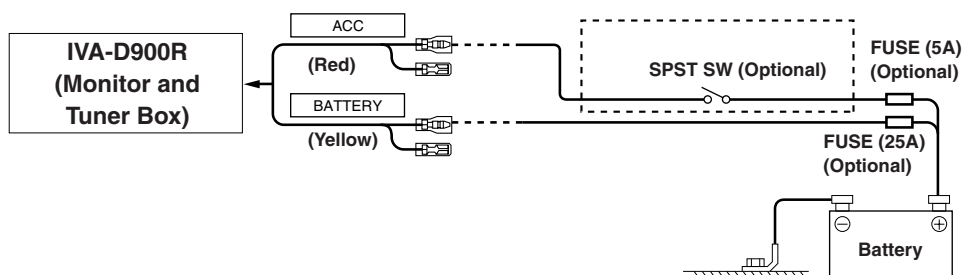 ACC
IVA-D900R
(Monitor and
Tuner Box)
(Red)
BATTERY
(Yellow)
SPST SW (Optional)
FUSE (5A)
(Optional)
FUSE (25A)
(Optional)
Battery